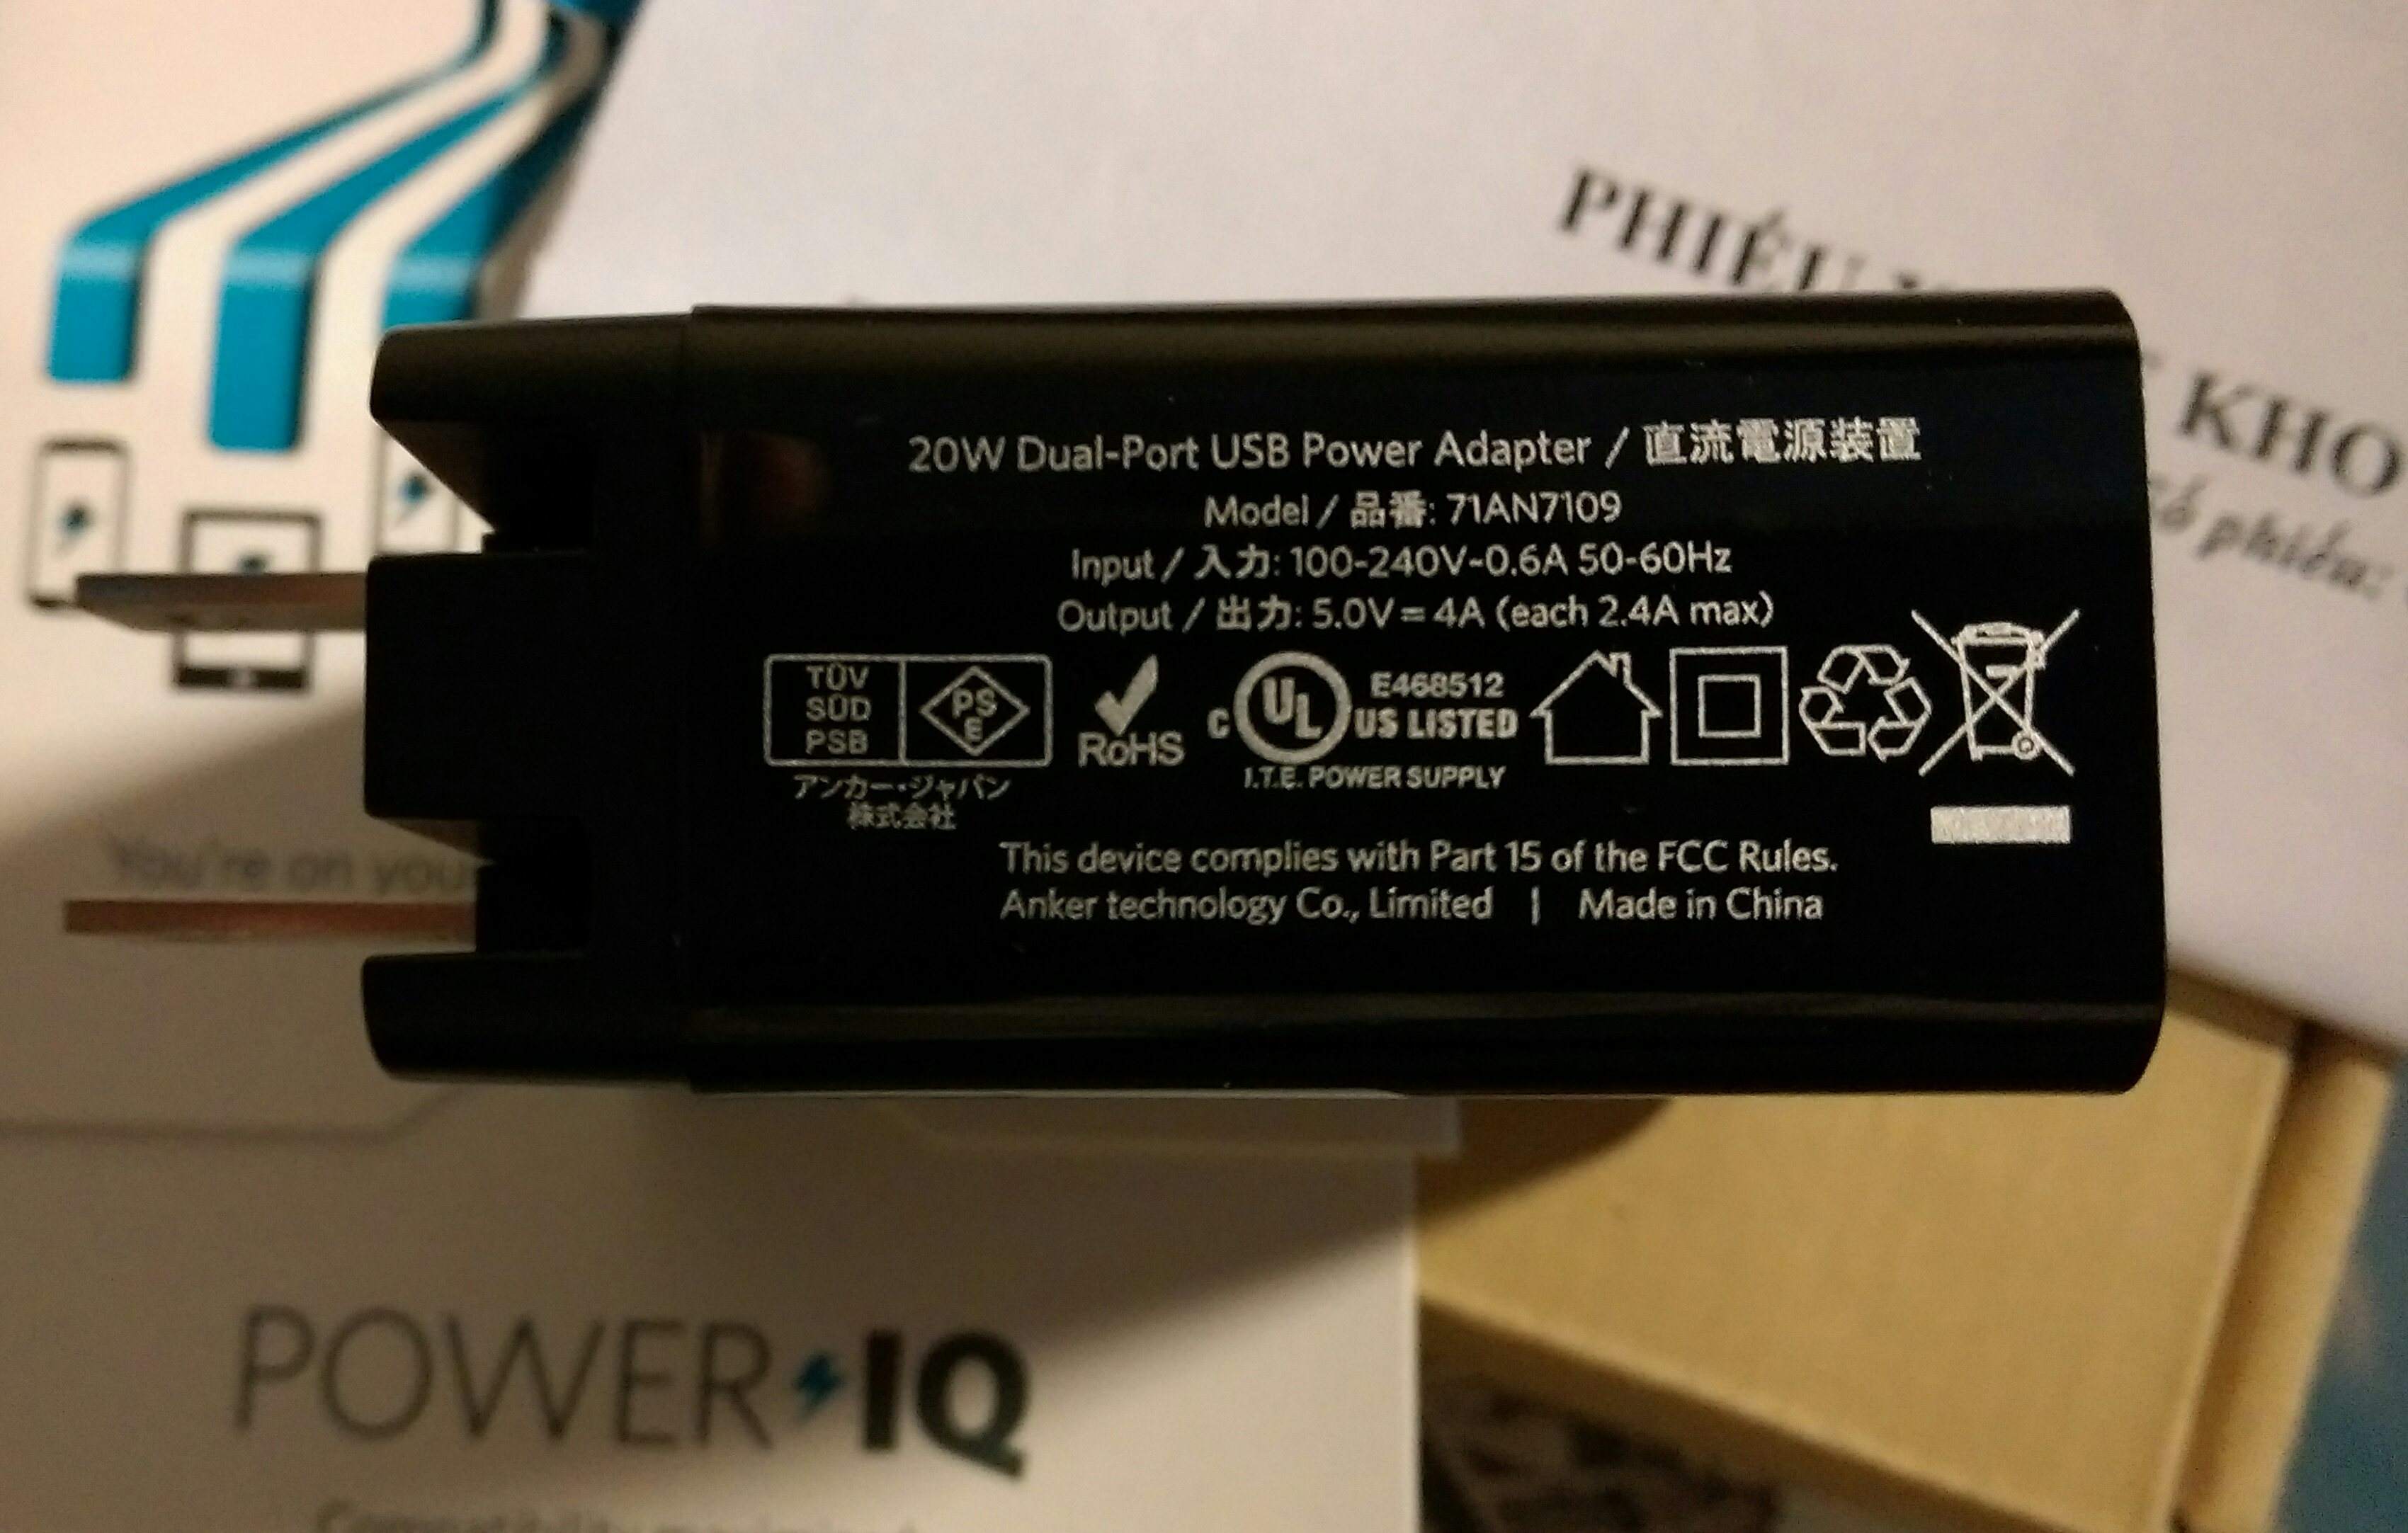 PHIẾU
KHO
phiếu:
20W Dual-Port USB Power Adapter / 直流電源装置
Model / 品番: 71AN7109
Input / 入力: 100-240V~0.6A 50-60Hz
Output / 出力: 5.0V = 4A (each 2.4A max)
TÜV
SÜD
PSB
PS
E
アンカー・ジャパン
株式会社
RoHS
C UL US LISTED
E468512
I.T.E. POWER SUPPLY
This device complies with Part 15 of the FCC Rules.
Anker technology Co., Limited | Made in China
You're on
POWER IQ